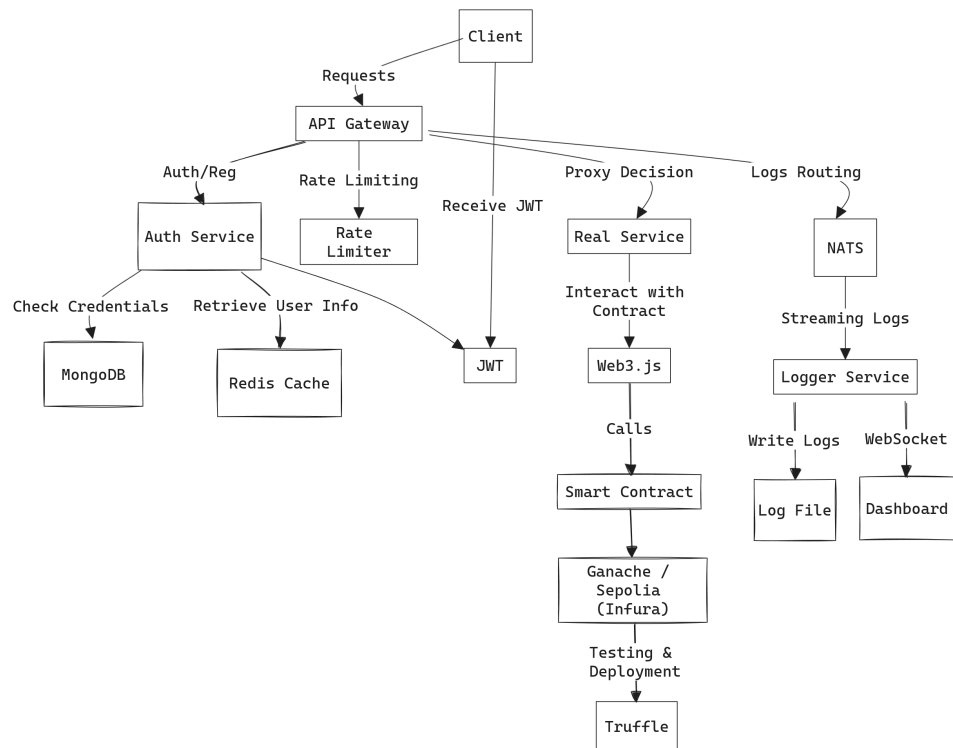 Client
Requests
API Gateway
Auth/Reg
Rate Limiting
Proxy Decision
Logs Routing
Receive JWT
Auth Service
Rate
Limiter
Real Service
NATS
Check Credentials
Retrieve User Info
Interact with
Contract
Streaming Logs
MongoDB
Redis Cache
JWT
Web3.js
Logger Service
Calls
Write Logs
WebSocket
Smart Contract
Log File
Dashboard
Ganache /
Sepolia
(Infura)
Testing &
Deployment
Truffle